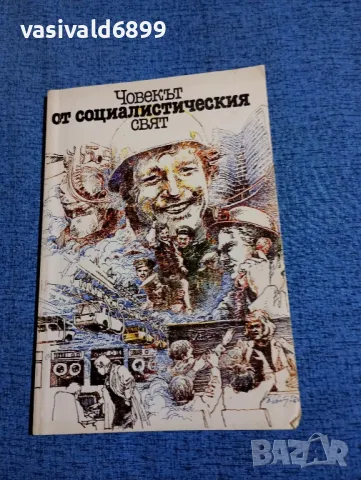 vasivald6899
Човекът
от социалистическия
свят
BAZAR